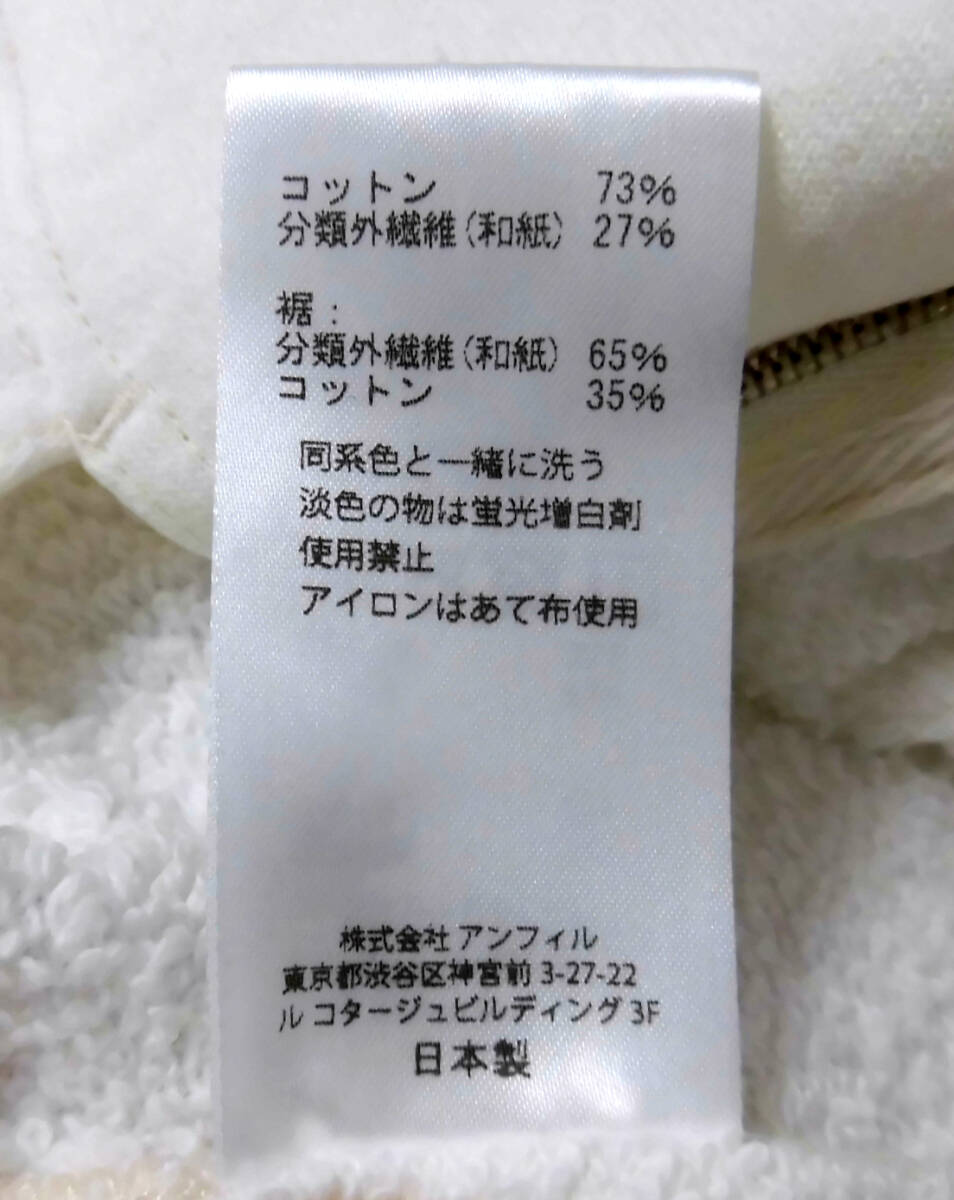 コットン 73%
分類外繊維(和紙) 27%
裾:
分類外繊維(和紙) 65%
コットン 35%
同系色と一緒に洗う
淡色の物は蛍光増白剤
使用禁止
アイロンはあて布使用
株式会社 アンフィル
東京都渋谷区神宮前 3-27-22
ル コタージュビルディング 3F
日本製